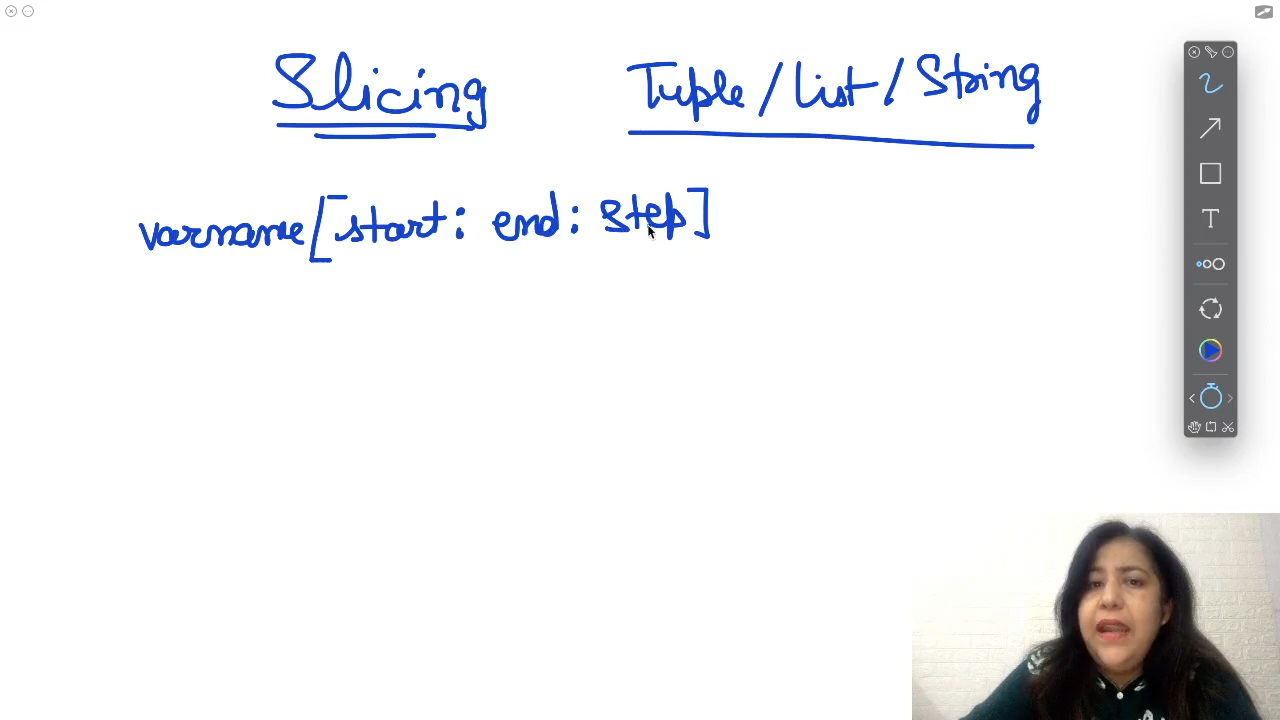 Slicing Tuple / List / String
varname[start: end: step]